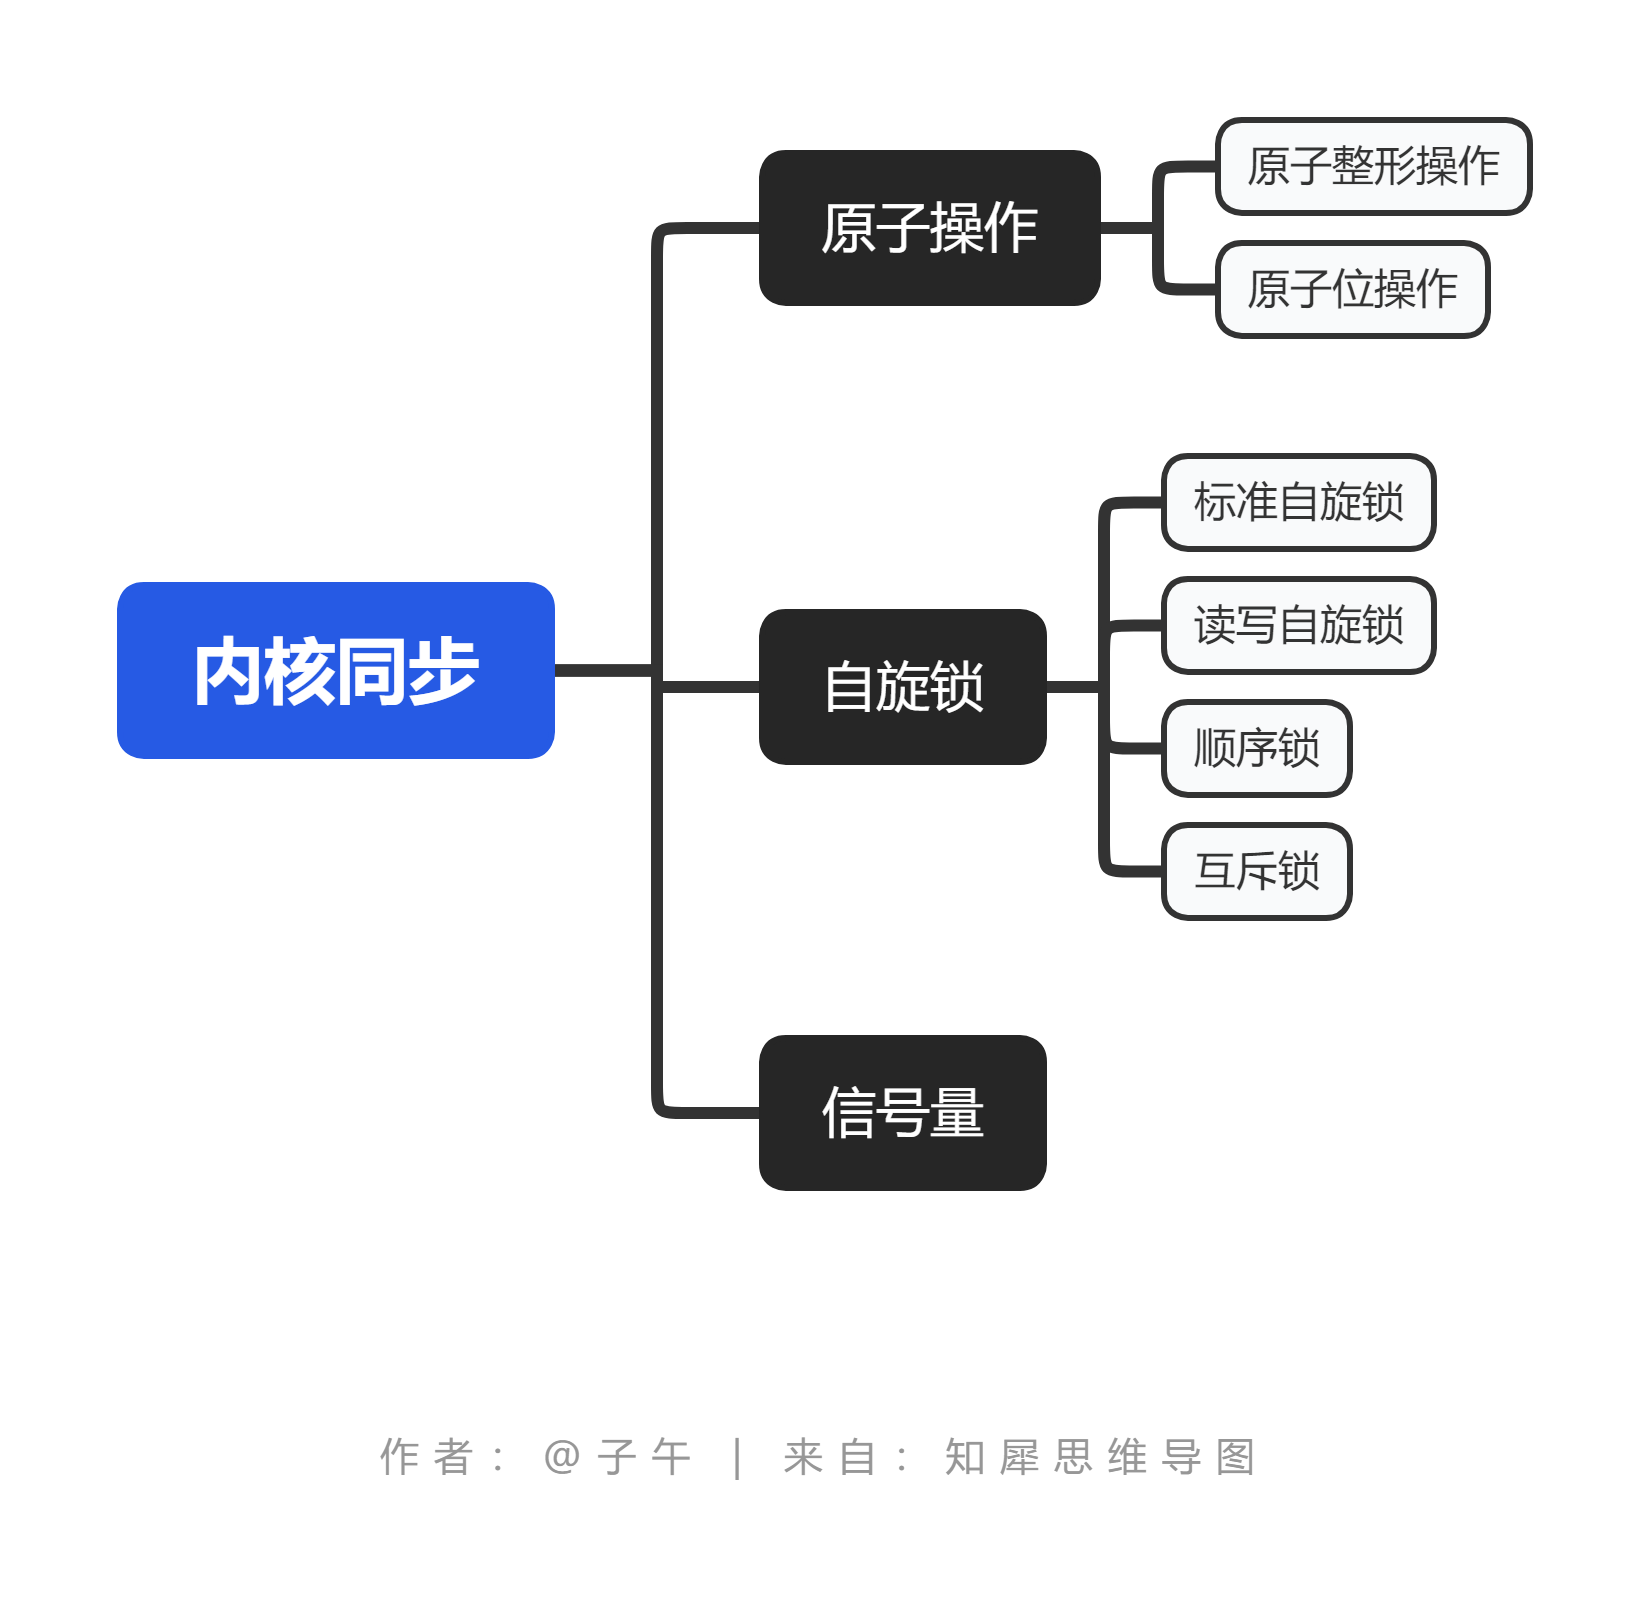 内核同步
原子操作
原子整形操作
原子位操作
自旋锁
标准自旋锁
读写自旋锁
顺序锁
互斥锁
信号量
作者：@子午 | 来自：知犀思维导图